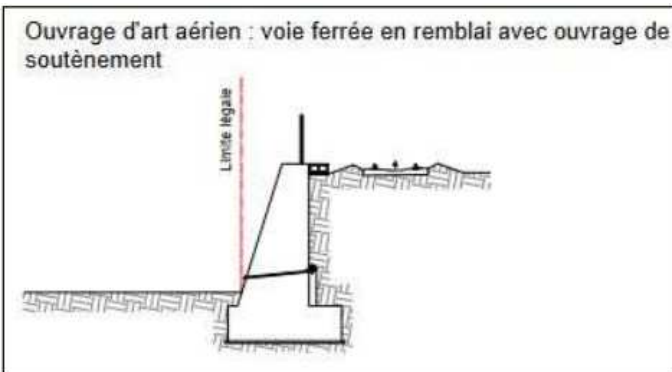 Ouvrage d'art aérien : voie ferrée en remblai avec ouvrage de
soutènement
Limite légale